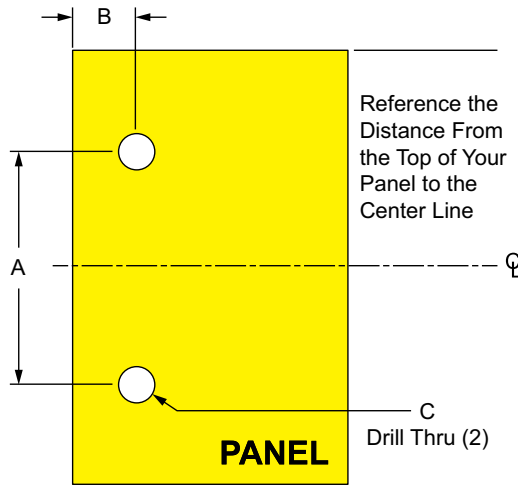 B
Reference the
Distance From
the Top of Your
Panel to the
Center Line
A
℄
C
Drill Thru (2)
PANEL